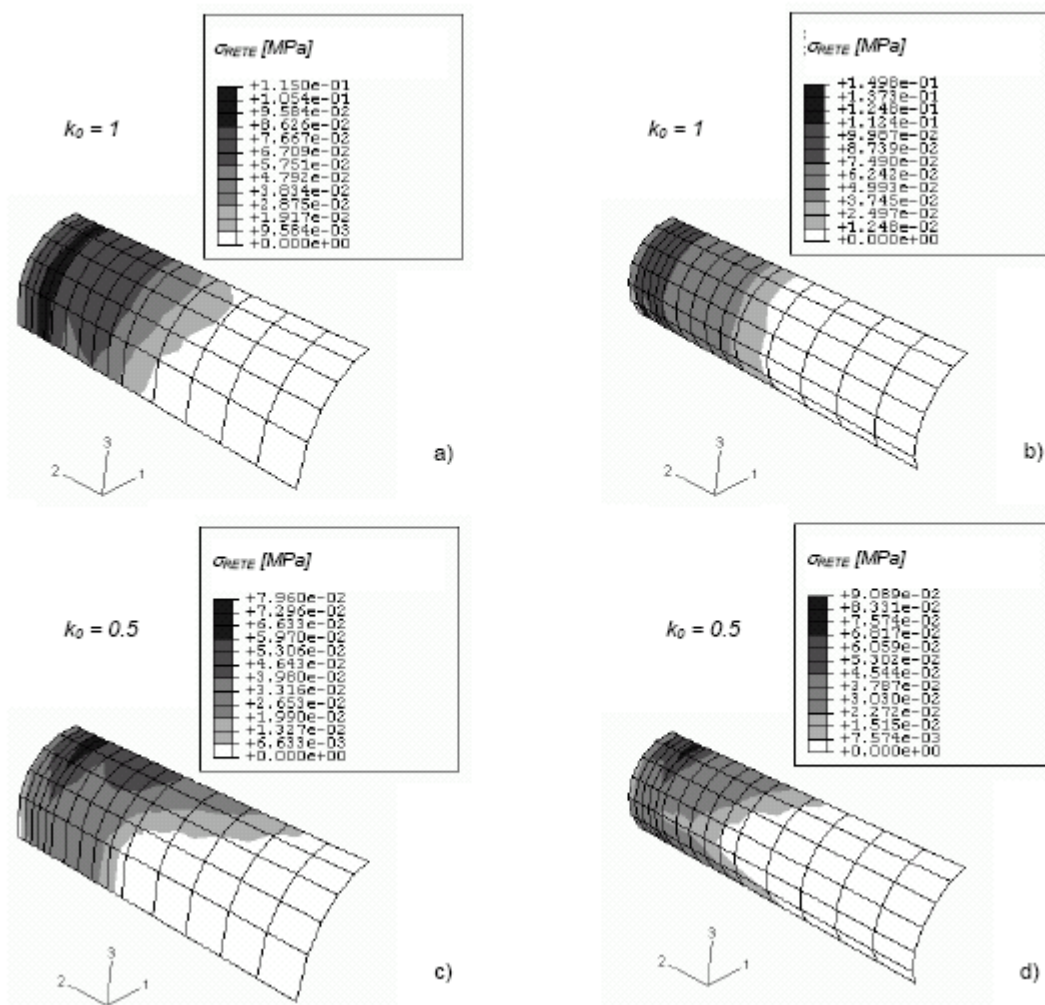 σRETE [MPa]
+1.150e-01
+1.054e-01
+9.584e-02
+8.626e-02
+7.667e-02
+6.709e-02
+5.751e-02
+4.792e-02
+3.834e-02
+2.875e-02
+1.917e-02
+9.584e-03
+0.000e+00
k0 = 1
3
2
1
a)
σRETE [MPa]
+1.498e-01
+1.373e-01
+1.248e-01
+1.124e-01
+9.987e-02
+8.739e-02
+7.490e-02
+6.242e-02
+4.993e-02
+3.745e-02
+2.497e-02
+1.248e-02
+0.000e+00
k0 = 1
3
2
1
b)
σRETE [MPa]
+7.960e-02
+7.296e-02
+6.633e-02
+5.970e-02
+5.306e-02
+4.643e-02
+3.980e-02
+3.316e-02
+2.653e-02
+1.990e-02
+1.327e-02
+6.633e-03
+0.000e+00
k0 = 0.5
3
2
1
c)
σRETE [MPa]
+9.089e-02
+8.331e-02
+7.574e-02
+6.817e-02
+6.059e-02
+5.302e-02
+4.544e-02
+3.787e-02
+3.030e-02
+2.272e-02
+1.515e-02
+7.574e-03
+0.000e+00
k0 = 0.5
3
2
1
d)